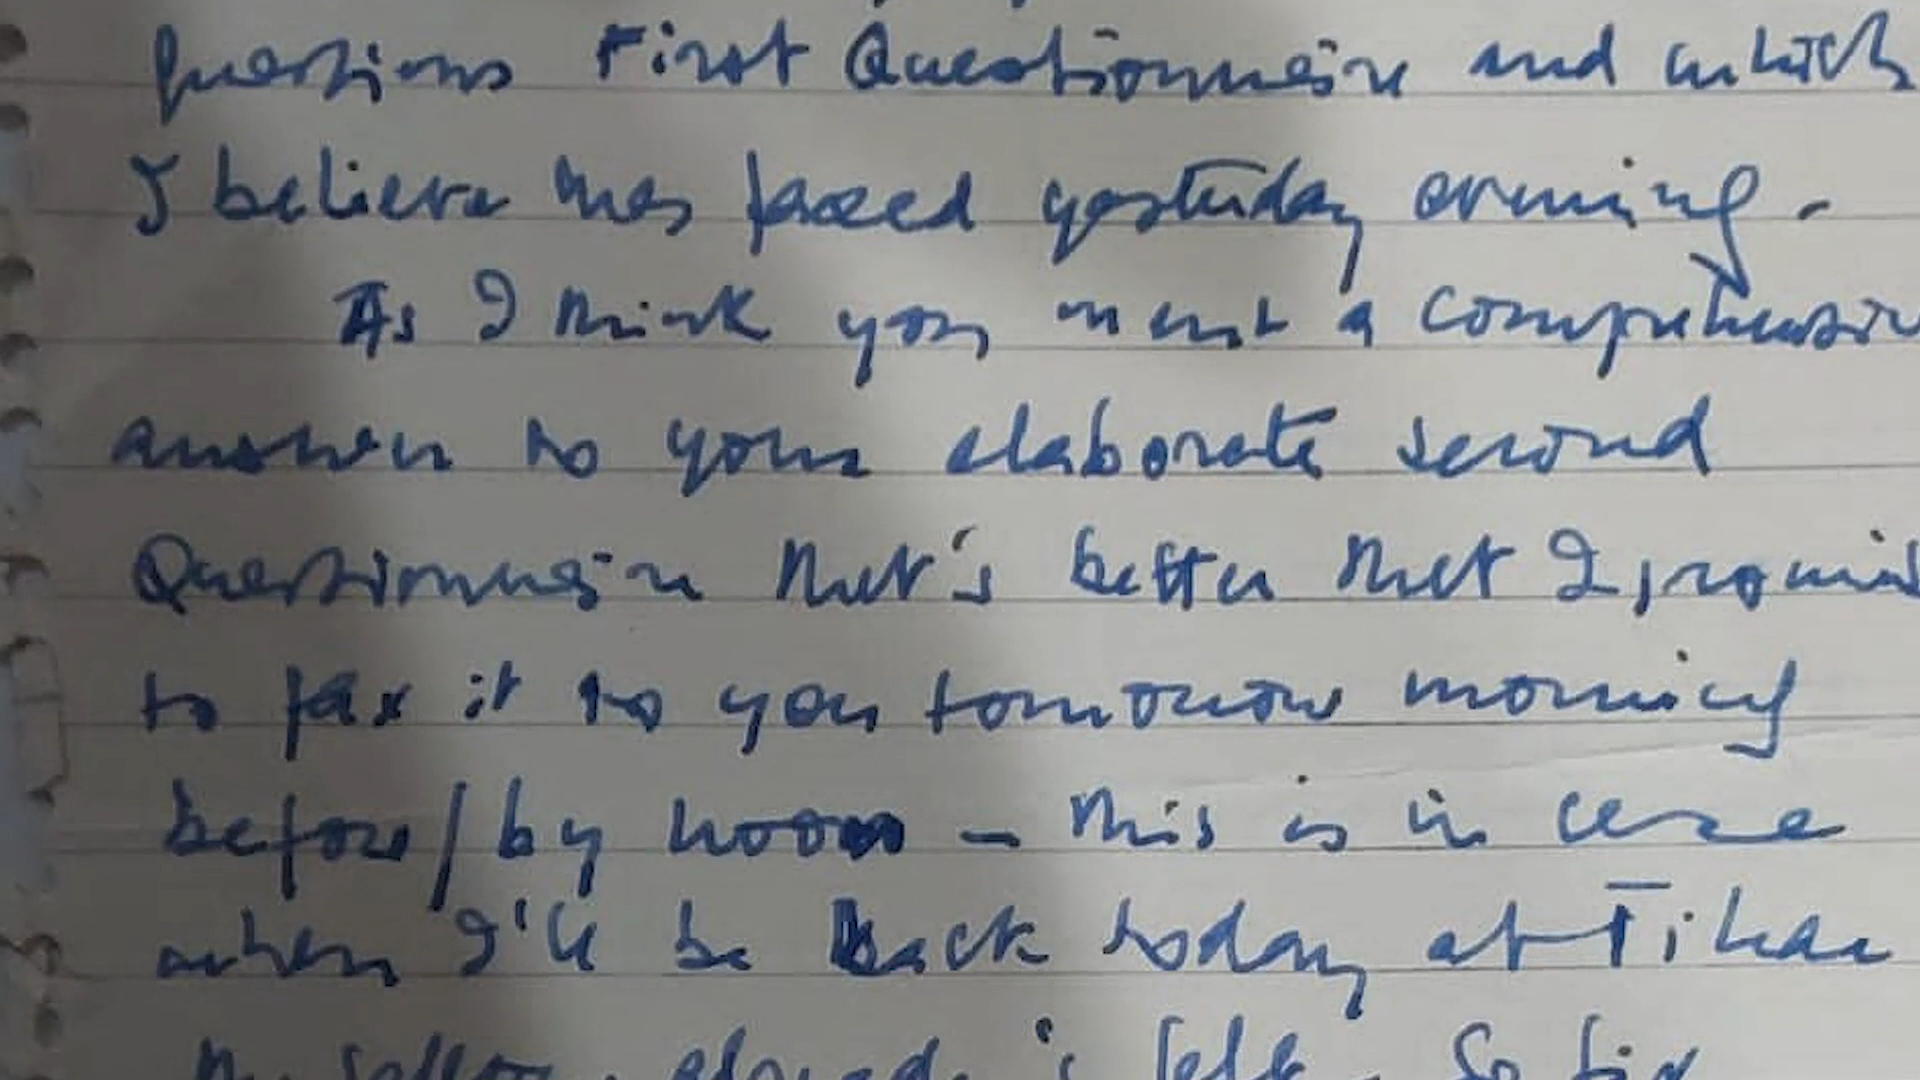 questions First Questionnaire and which
I believe was faxed yesterday evening.
As I think you want a comprehensive
answer to your elaborate second
Questionnaire that's better that I promise
to fax it to you tomorrow morning
before/by noon - this is in case
when I'll be back today at Tihar